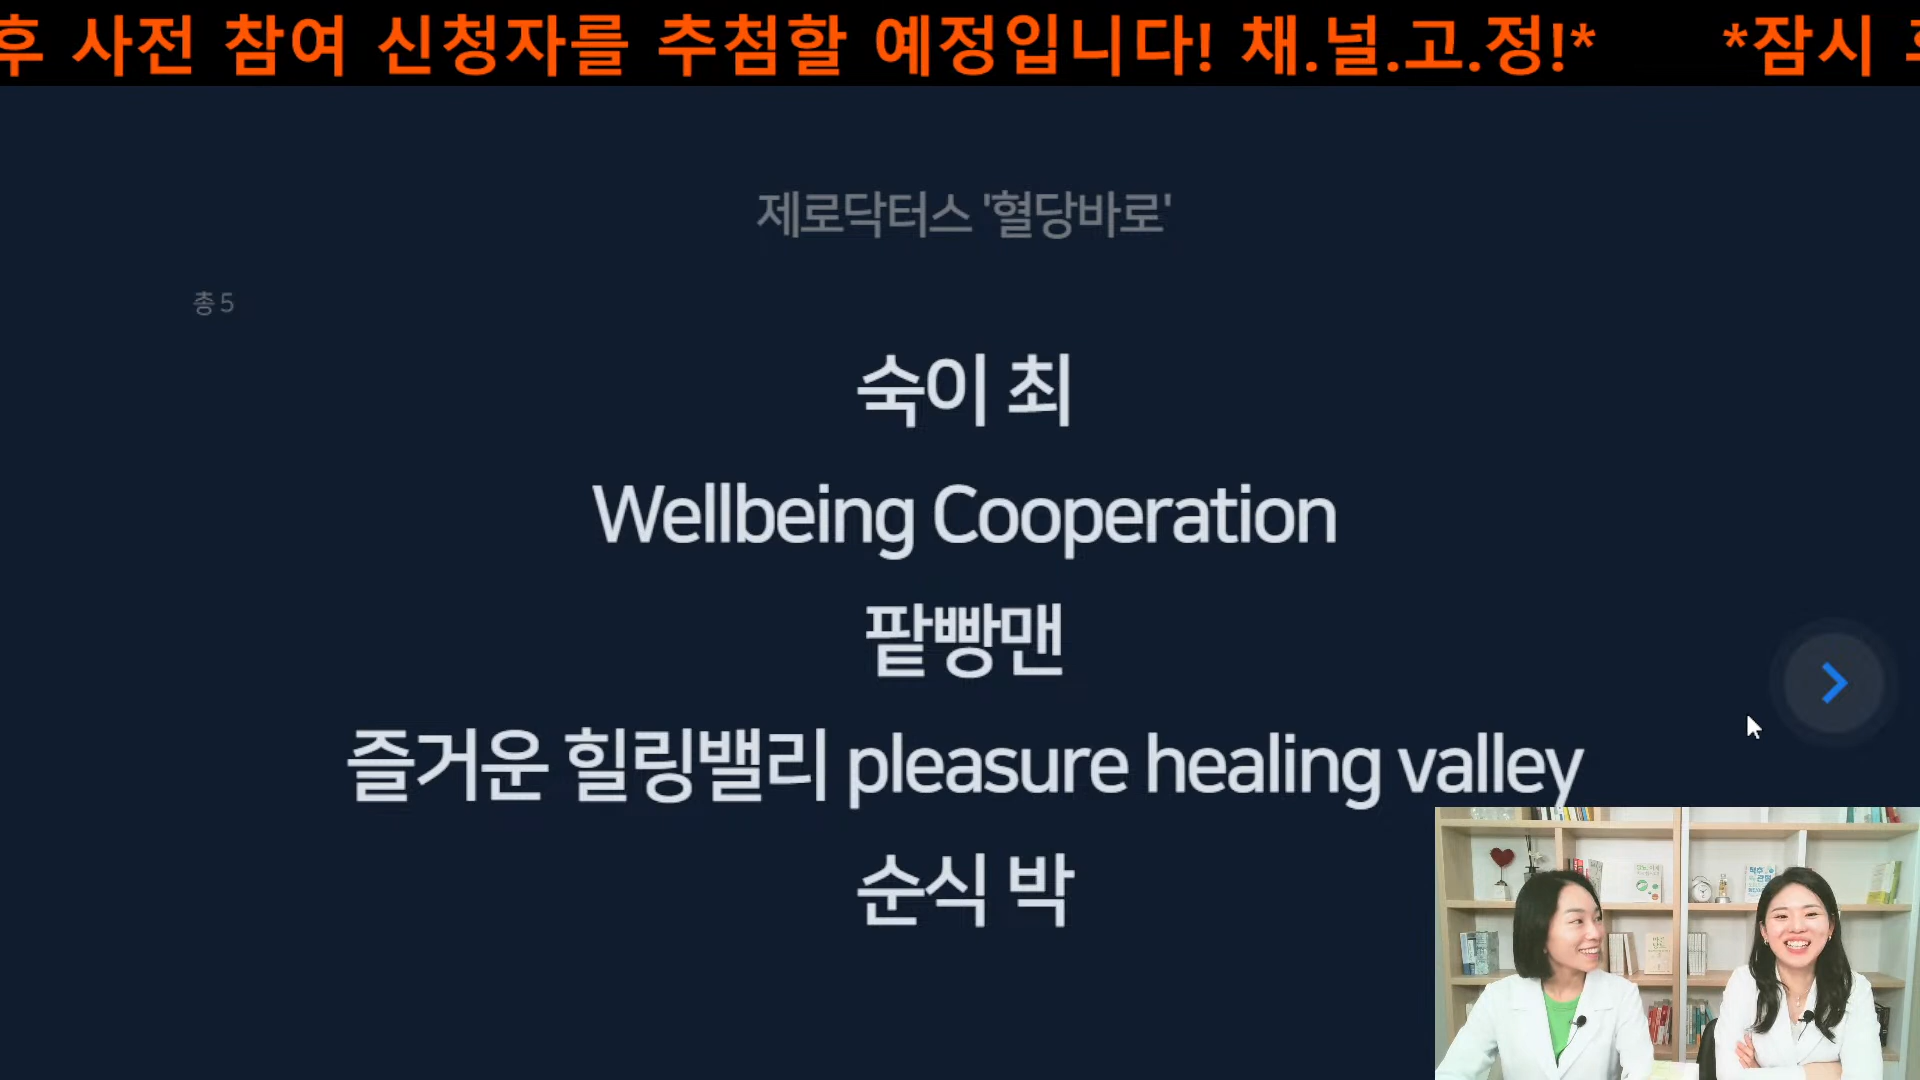 후 사전 참여 신청자를 추첨할 예정입니다! 채.널.고.정!* *잠시
제로닥터스 '혈당바로'
총 5
숙이 최
Wellbeing Cooperation
팥빵맨
즐거운 힐링밸리 pleasure healing valley
순식 박